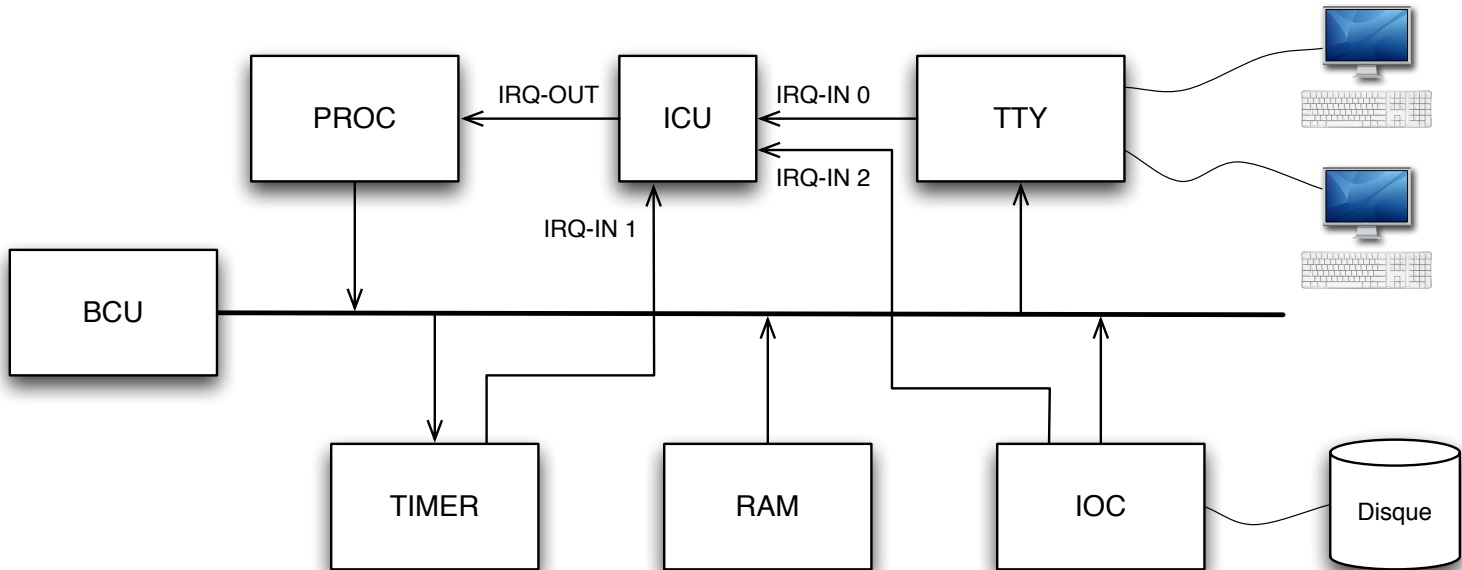 PROC
IRQ-OUT
ICU
IRQ-IN 0
TTY
IRQ-IN 2
IRQ-IN 1
BCU
TIMER
RAM
IOC
Disque